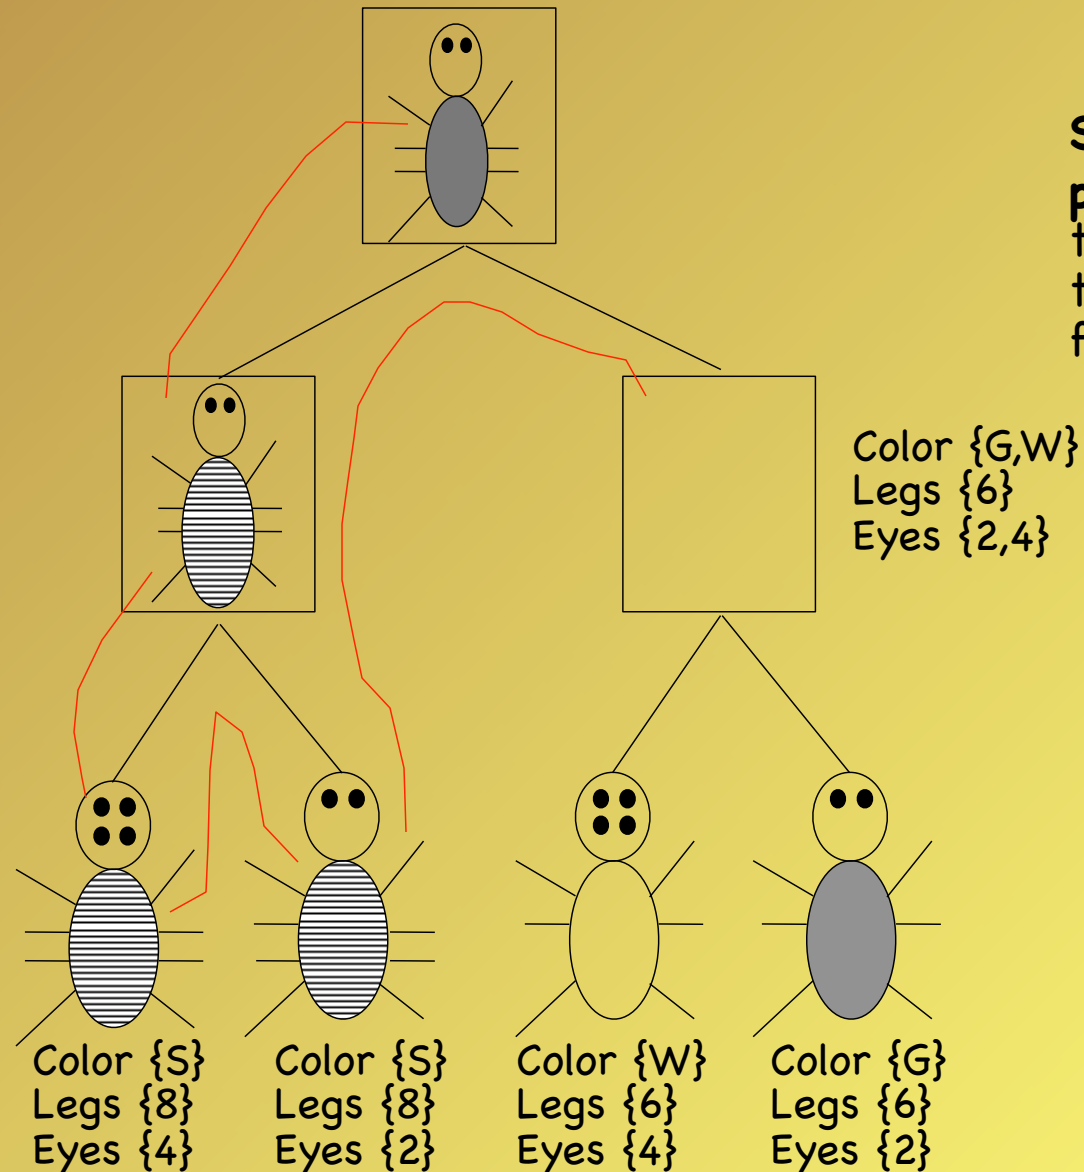 Color {G,W}
Legs {6}
Eyes {2,4}
Color {S}
Legs {8}
Eyes {4}
Color {S}
Legs {8}
Eyes {2}
Color {W}
Legs {6}
Eyes {4}
Color {G}
Legs {6}
Eyes {2}